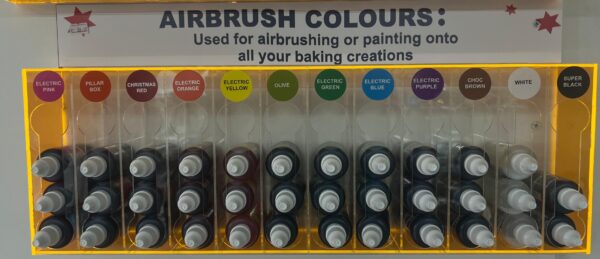 AIRBRUSH COLOURS:
Used for airbrushing or painting onto
all your baking creations
ELECTRIC
PINK
PILLAR
BOX
CHRISTMAS
RED
ELECTRIC
ORANGE
ELECTRIC
YELLOW
OLIVE
ELECTRIC
GREEN
ELECTRIC
BLUE
ELECTRIC
PURPLE
CHOC
BROWN
WHITE
SUPER
BLACK